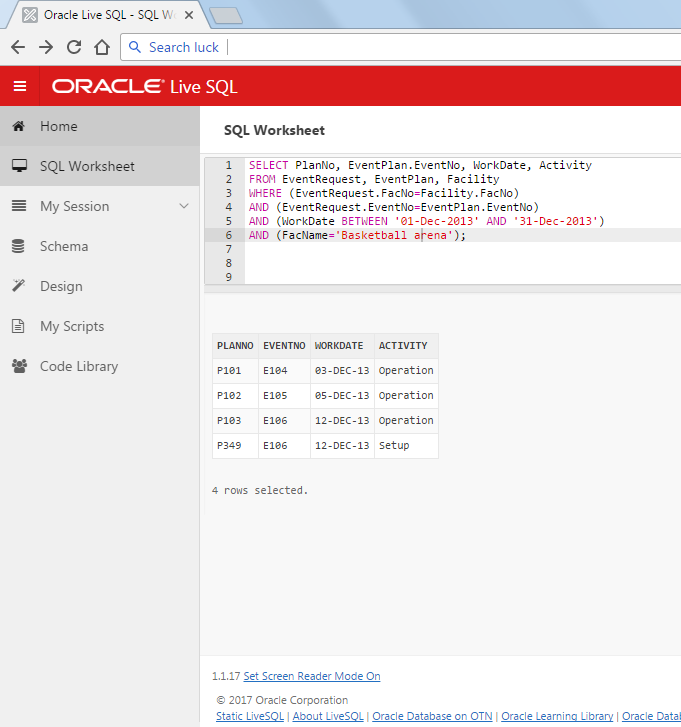 Oracle Live SQL - SQL Wo
Search luck
ORACLE® Live SQL
Home
SQL Worksheet
My Session
Schema
Design
My Scripts
Code Library
SQL Worksheet
1 SELECT PlanNo, EventPlan.EventNo, WorkDate, Activity
2 FROM EventRequest, EventPlan, Facility
3 WHERE (EventRequest.FacNo=Facility.FacNo)
4 AND (EventRequest.EventNo=EventPlan.EventNo)
5 AND (WorkDate BETWEEN '01-Dec-2013' AND '31-Dec-2013')
6 AND (FacName='Basketball arena');
7
8
9
PLANNO EVENTNO WORKDATE ACTIVITY
P101 E104 03-DEC-13 Operation
P102 E105 05-DEC-13 Operation
P103 E106 12-DEC-13 Operation
P349 E106 12-DEC-13 Setup
4 rows selected.
1.1.17 Set Screen Reader Mode On
© 2017 Oracle Corporation
Static LiveSQL | About LiveSQL | Oracle Database on OTN | Oracle Learning Library | Oracle Datal